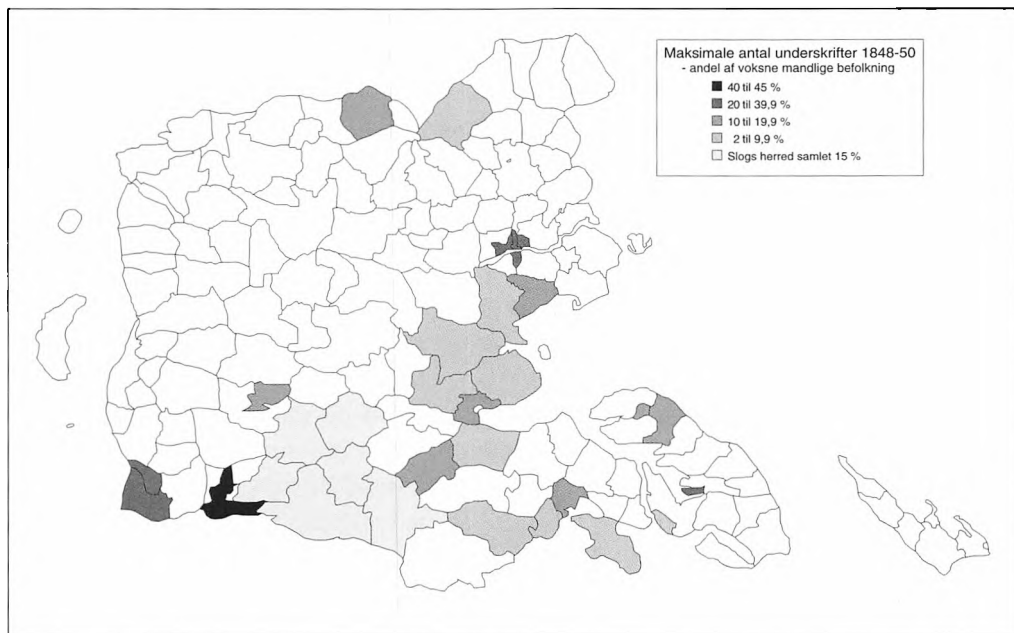 Maksimale antal underskrifter 1848-50
- andel af voksne mandlige befolkning
40 til 45 %
20 til 39,9 %
10 til 19,9 %
2 til 9,9 %
Slogs herred samlet 15 %